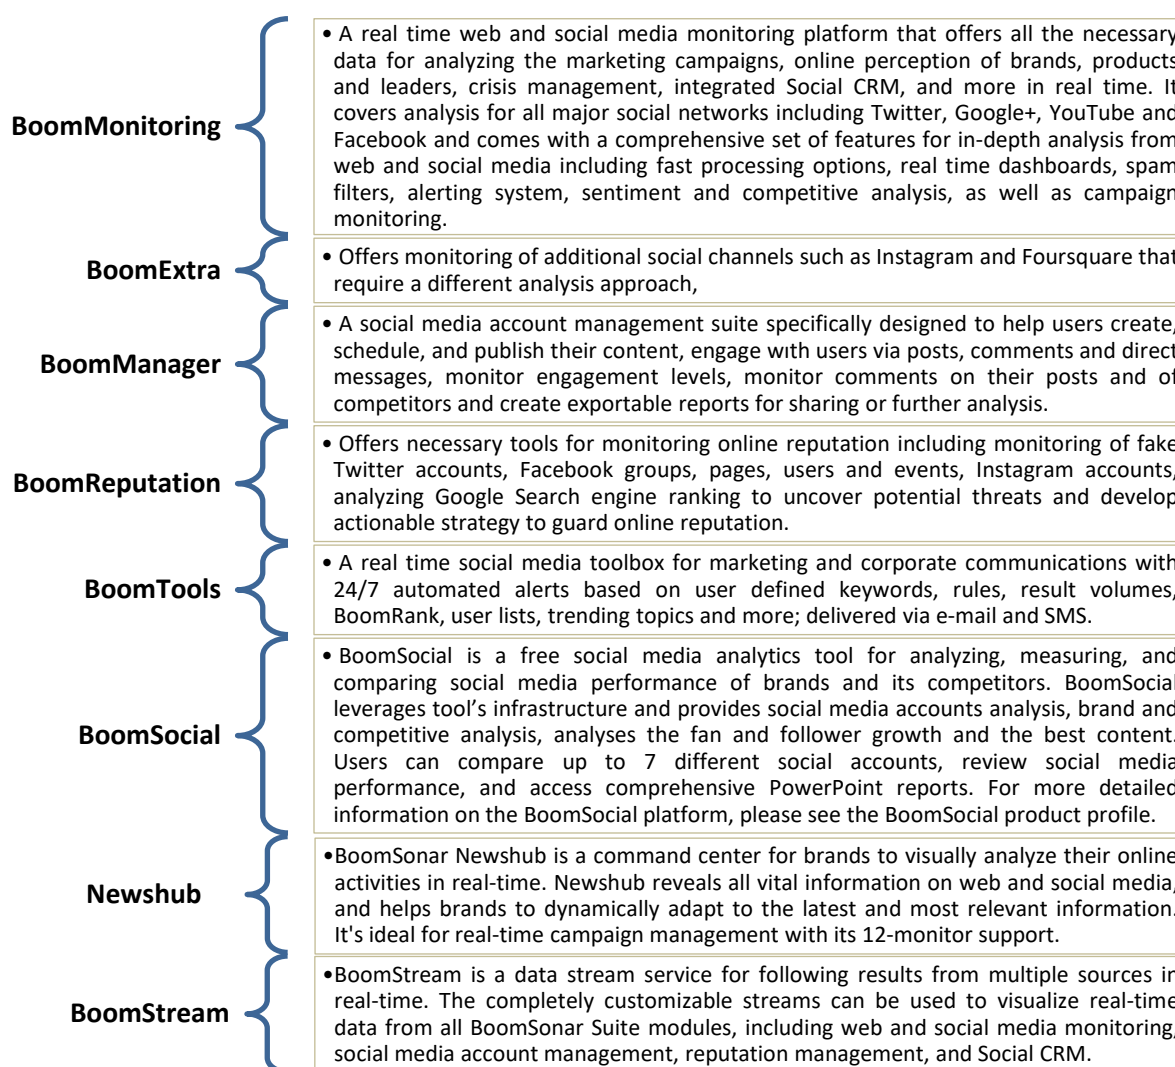 BoomMonitoring
• A real time web and social media monitoring platform that offers all the necessary
data for analyzing the marketing campaigns, online perception of brands, products
and leaders, crisis management, integrated Social CRM, and more in real time. It
covers analysis for all major social networks including Twitter, Google+, YouTube and
Facebook and comes with a comprehensive set of features for in-depth analysis from
web and social media including fast processing options, real time dashboards, spam
filters, alerting system, sentiment and competitive analysis, as well as campaign
monitoring.
BoomExtra
• Offers monitoring of additional social channels such as Instagram and Foursquare that
require a different analysis approach,
BoomManager
• A social media account management suite specifically designed to help users create,
schedule, and publish their content, engage with users via posts, comments and direct
messages, monitor engagement levels, monitor comments on their posts and of
competitors and create exportable reports for sharing or further analysis.
BoomReputation
• Offers necessary tools for monitoring online reputation including monitoring of fake
Twitter accounts, Facebook groups, pages, users and events, Instagram accounts,
analyzing Google Search engine ranking to uncover potential threats and develop
actionable strategy to guard online reputation.
BoomTools
• A real time social media toolbox for marketing and corporate communications with
24/7 automated alerts based on user defined keywords, rules, result volumes,
BoomRank, user lists, trending topics and more; delivered via e-mail and SMS.
BoomSocial
• BoomSocial is a free social media analytics tool for analyzing, measuring, and
comparing social media performance of brands and its competitors. BoomSocial
leverages tool's infrastructure and provides social media accounts analysis, brand and
competitive analysis, analyses the fan and follower growth and the best content.
Users can compare up to 7 different social accounts, review social media
performance, and access comprehensive PowerPoint reports. For more detailed
information on the BoomSocial platform, please see the BoomSocial product profile.
Newshub
•BoomSonar Newshub is a command center for brands to visually analyze their online
activities in real-time. Newshub reveals all vital information on web and social media,
and helps brands to dynamically adapt to the latest and most relevant information.
It's ideal for real-time campaign management with its 12-monitor support.
BoomStream
•BoomStream is a data stream service for following results from multiple sources in
real-time. The completely customizable streams can be used to visualize real-time
data from all BoomSonar Suite modules, including web and social media monitoring,
social media account management, reputation management, and Social CRM.